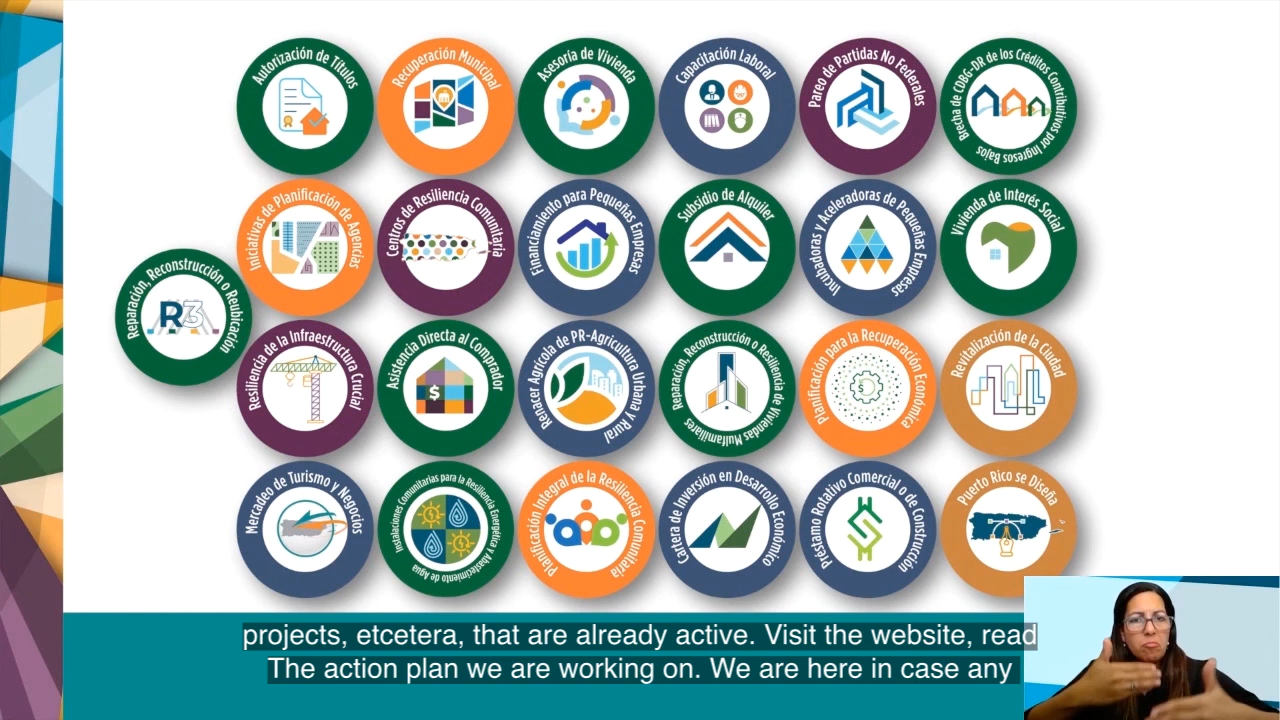 Autorización de Títulos
Recuperación Municipal
Asesoría de Vivienda
Capacitación Laboral
Pareo de Partidas No Federales
Brecha de CDBG-DR de los Créditos Contributivos por Ingresos Bajos
Iniciativas de Planificación de Agencias
Centros de Resiliencia Comunitaria
Financiamiento para Pequeñas Empresas
Subsidio de Alquiler
Incubadoras y Aceleradoras de Pequeñas Empresas
Vivienda de Interés Social
Reparación, Reconstrucción o Reubicación
R3
Resiliencia de la Infraestructura Crucial
Asistencia Directa al Comprador
$
Renacer Agrícola de PR-Agricultura Urbana y Rural
Reparación, Reconstrucción o Resiliencia de Viviendas Mulfamiliares
Planificación para la Recuperación Económica
$
Revitalización de la Ciudad
Mercadeo de Turismo y Negocios
Instalaciones Comunitarias para la Resiliencia Energética y Abastecimiento de Agua
Planificación Integral de la Resiliencia Comunitaria
Cartera de Inversión en Desarrollo Económico
Préstamo Rotativo Comercial o de Construcción
Puerto Rico se Diseña
projects, etcetera, that are already active. Visit the website, read
The action plan we are working on. We are here in case any